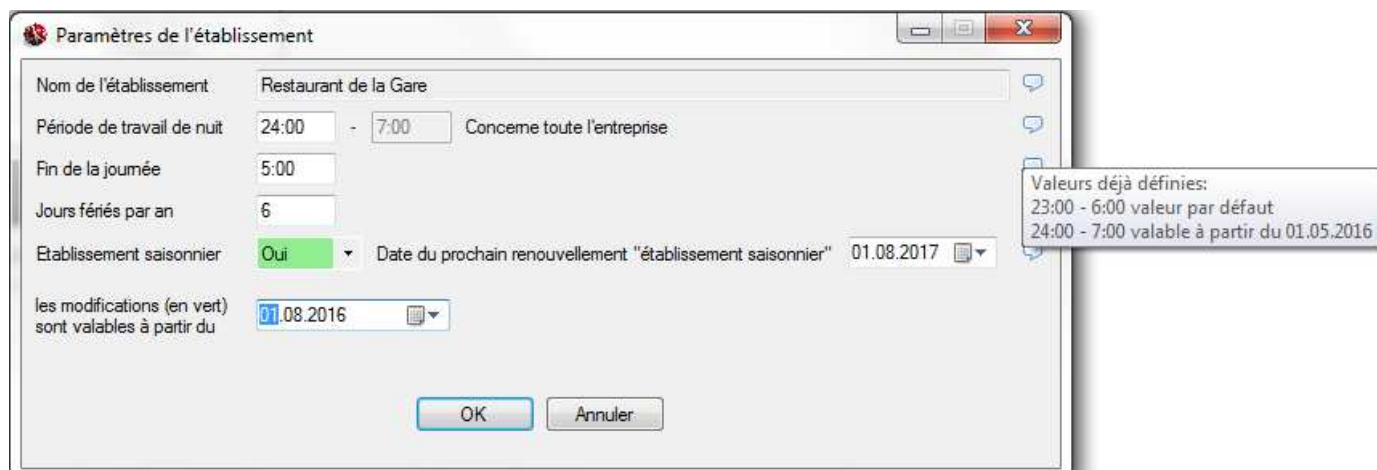 Paramètres de l'établissement
Nom de l'établissement Restaurant de la Gare
Période de travail de nuit 24:00 - 7:00 Concerne toute l'entreprise
Fin de la journée 5:00
Valeurs déjà définies:
Jours fériés par an 6
23:00 - 6:00 valeur par défaut
24:00 - 7:00 valable à partir du 01.05.2016
Etablissement saisonnier Oui Date du prochain renouvellement "établissement saisonnier" 01.08.2017
les modifications (en vert)
sont valables à partir du 01.08.2016
OK Annuler